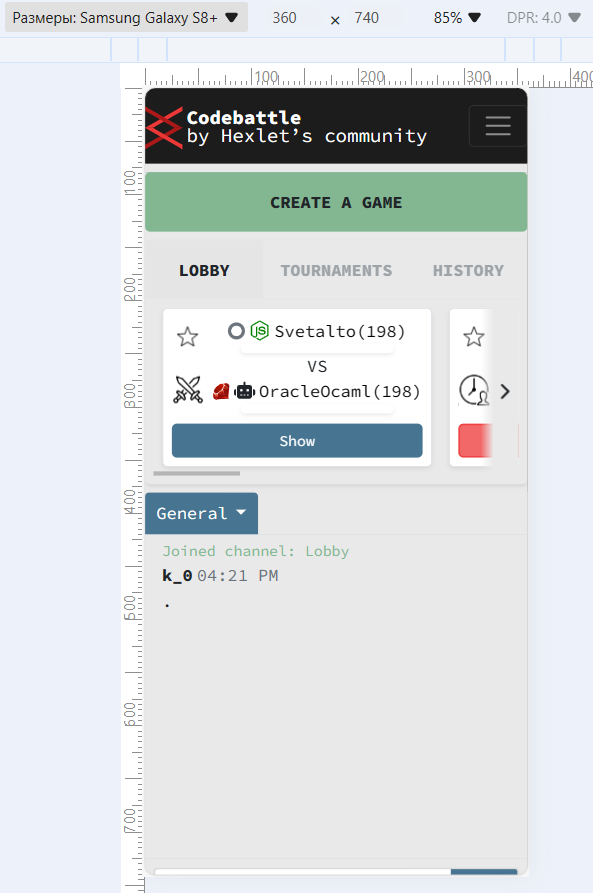 Размеры: Samsung Galaxy S8+ 360 × 740 85% DPR: 4.0
100 200 300 400
Codebattle
by Hexlet’s community
CREATE A GAME
100
LOBBY TOURNAMENTS HISTORY
200
JS Svetalto(198)
VS
OracleOcaml(198)
300
Show
400
General
Joined channel: Lobby
k_0 04:21 PM
.
500
600
700